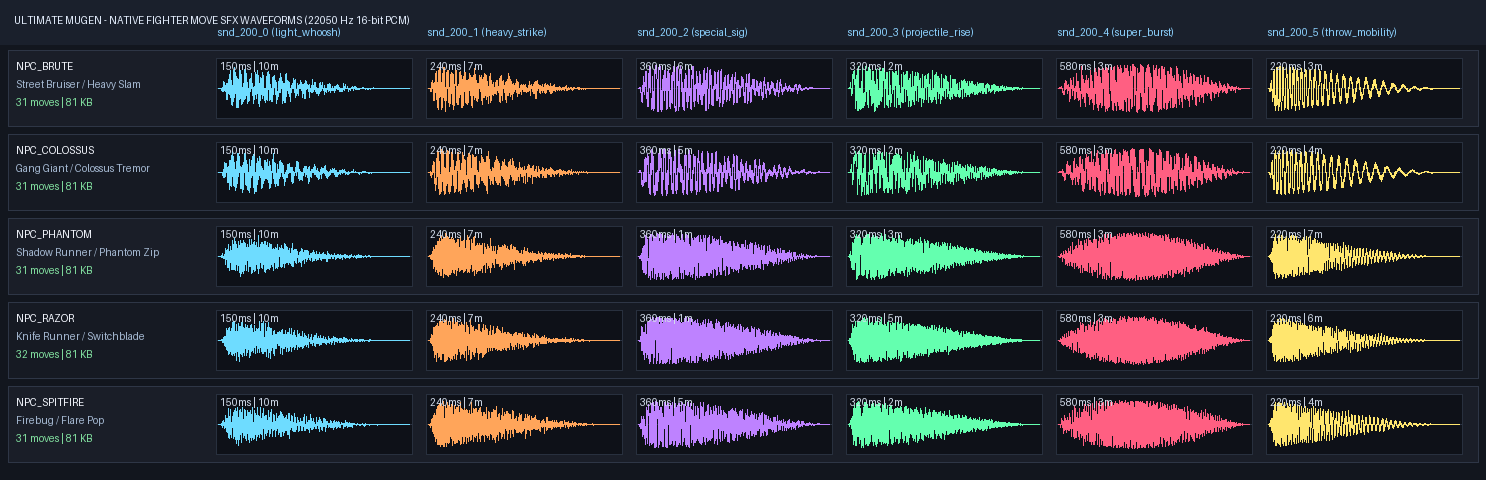 ULTIMATE MUGEN - NATIVE FIGHTER MOVE SFX WAVEFORMS (22050 Hz 16-bit PCM)
snd_200_0 (light_whoosh) snd_200_1 (heavy_strike) snd_200_2 (special_sig) snd_200_3 (projectile_rise) snd_200_4 (super_burst) snd_200_5 (throw_mobility)
NPC_BRUTE 150ms|10m 240ms|7m 360ms|6m 320ms|2m 580ms|3m 220ms|3m
Street Bruiser / Heavy Slam
31 moves|81 KB
NPC_COLOSSUS 150ms|10m 240ms|7m 360ms|5m 320ms|2m 580ms|3m 220ms|4m
Gang Giant / Colossus Tremor
31 moves|81 KB
NPC_PHANTOM 150ms|10m 240ms|7m 360ms|1m 320ms|3m 580ms|3m 220ms|7m
Shadow Runner / Phantom Zip
31 moves|81 KB
NPC_RAZOR 150ms|10m 240ms|7m 360ms|1m 320ms|5m 580ms|3m 220ms|6m
Knife Runner / Switchblade
32 moves|81 KB
NPC_SPITFIRE 150ms|10m 240ms|7m 360ms|5m 320ms|2m 580ms|3m 220ms|4m
Firebug / Flare Pop
31 moves|81 KB